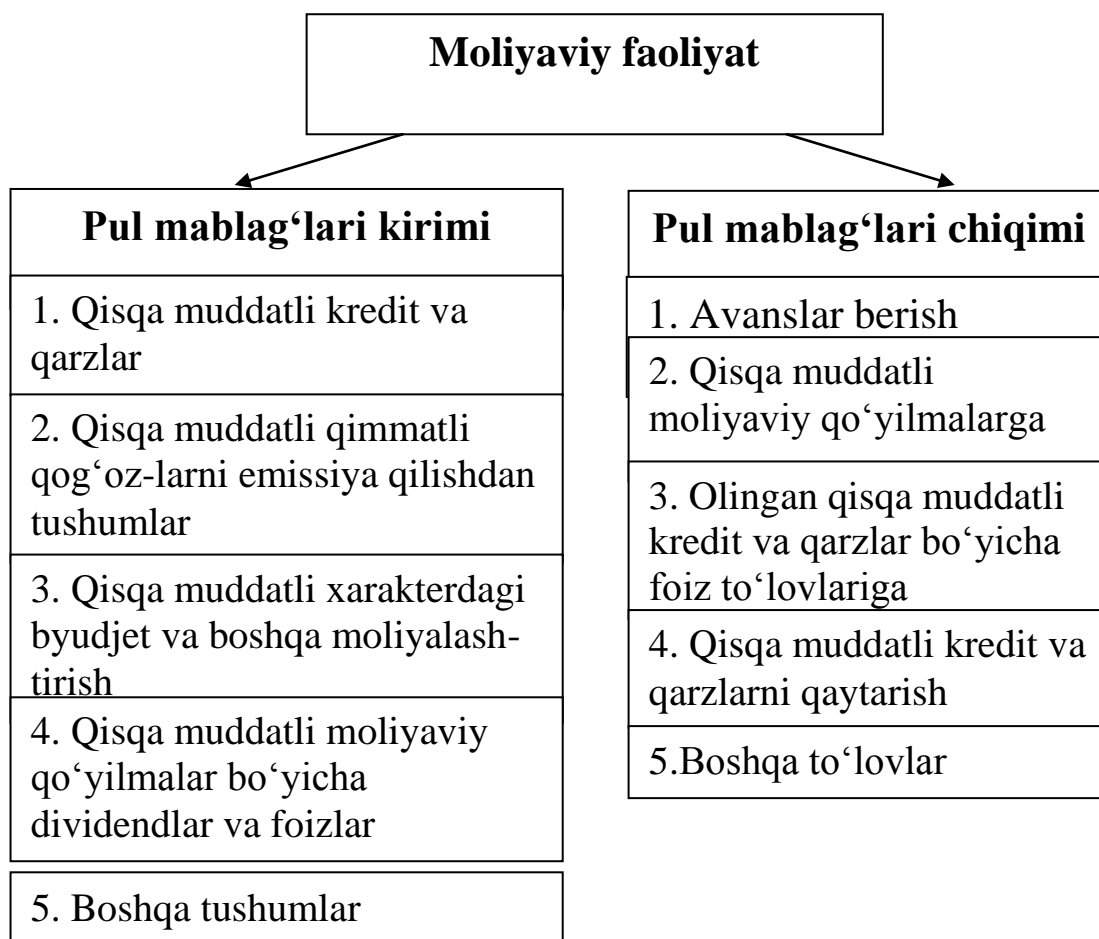 Moliyaviy faoliyat
Pul mablag‘lari kirimi
1. Qisqa muddatli kredit va
qarzlar
2. Qisqa muddatli qimmatli
qog‘oz-larni emissiya qilishdan
tushumlar
3. Qisqa muddatli xarakterdagi
byudjet va boshqa moliyalash-
tirish
4. Qisqa muddatli moliyaviy
qo‘yilmalar bo‘yicha
dividendlar va foizlar
5. Boshqa tushumlar
Pul mablag‘lari chiqimi
1. Avanslar berish
2. Qisqa muddatli
moliyaviy qo‘yilmalarga
3. Olingan qisqa muddatli
kredit va qarzlar bo‘yicha
foiz to‘lovlariga
4. Qisqa muddatli kredit va
qarzlarni qaytarish
5.Boshqa to‘lovlar